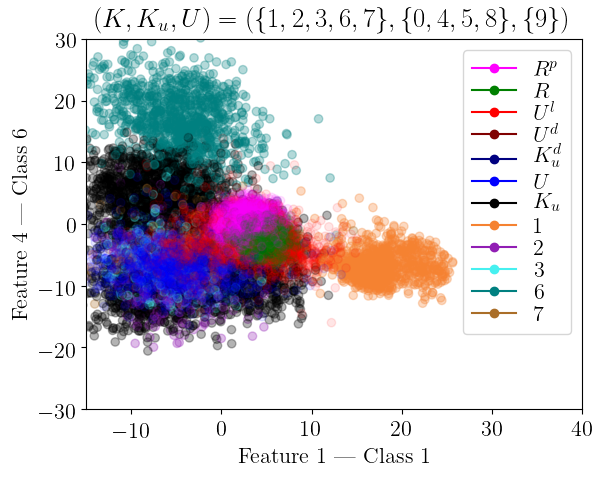 (K, K_u, U) = ({1, 2, 3, 6, 7}, {0, 4, 5, 8}, {9})
30
20
10
0
−10
−20
−30
Feature 4 — Class 6
−10
0
10
20
30
40
Feature 1 — Class 1
R^p
R
U^l
U^d
K_u^d
U
K_u
1
2
3
6
7